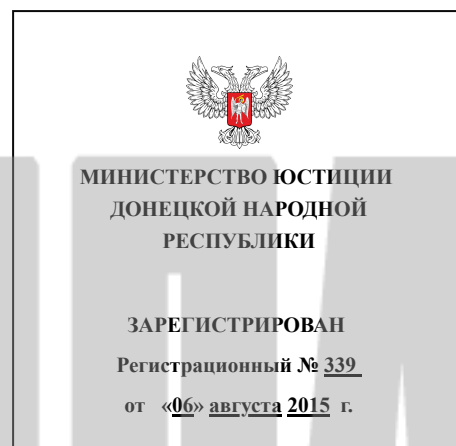 МИНИСТЕРСТВО ЮСТИЦИИ
ДОНЕЦКОЙ НАРОДНОЙ
РЕСПУБЛИКИ
ЗАРЕГИСТРИРОВАН
Регистрационный № 339
от «06» августа 2015 г.